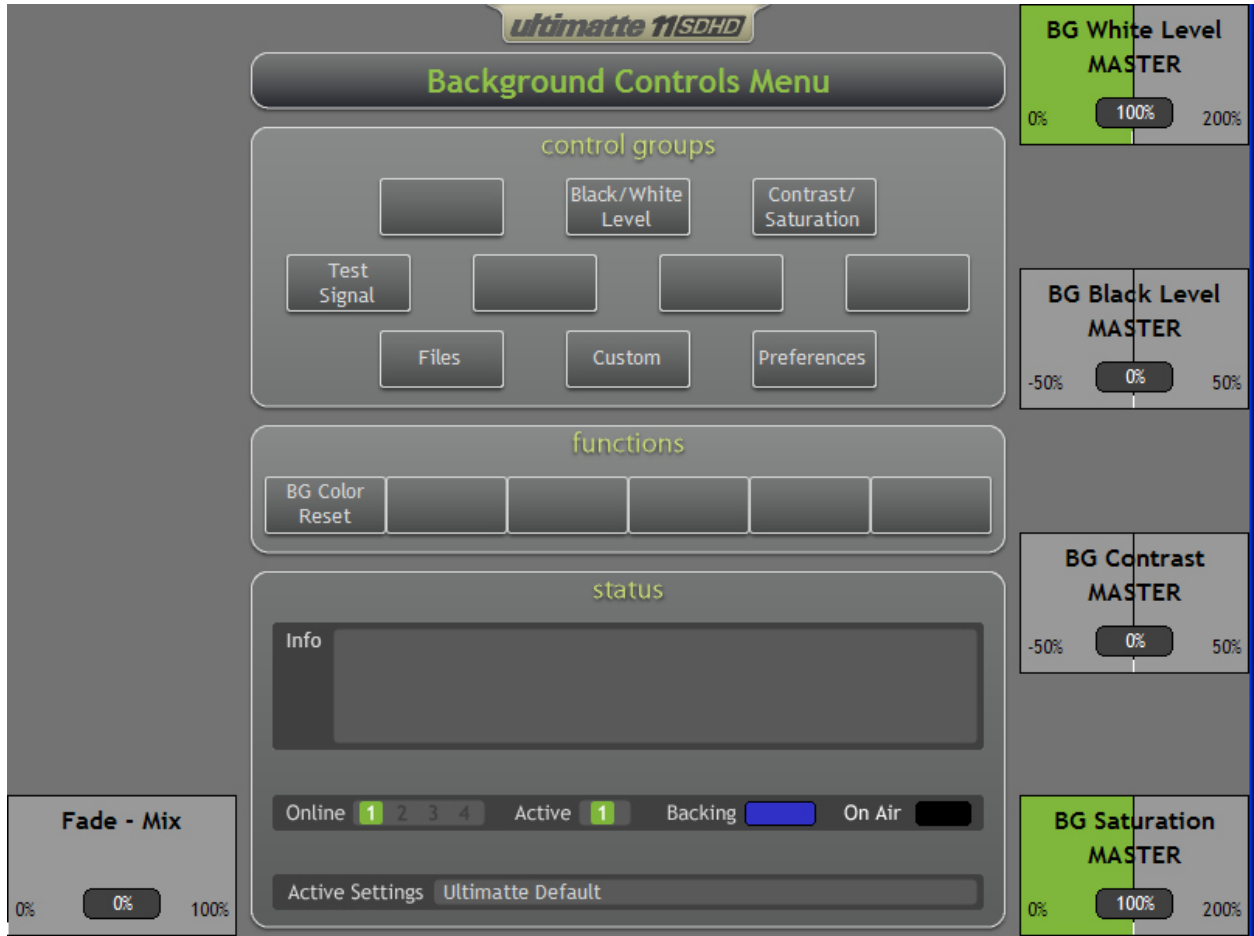 ultimatte 11 SDHD
Background Controls Menu
control groups
Black/White
Level
Contrast/
Saturation
Test
Signal
Files
Custom
Preferences
functions
BG Color
Reset
status
Info
Online 1 2 3 4 Active 1 Backing On Air
Active Settings Ultimatte Default
Fade - Mix
0% 0% 100%
BG White Level
MASTER
0% 100% 200%
BG Black Level
MASTER
-50% 0% 50%
BG Contrast
MASTER
-50% 0% 50%
BG Saturation
MASTER
0% 100% 200%